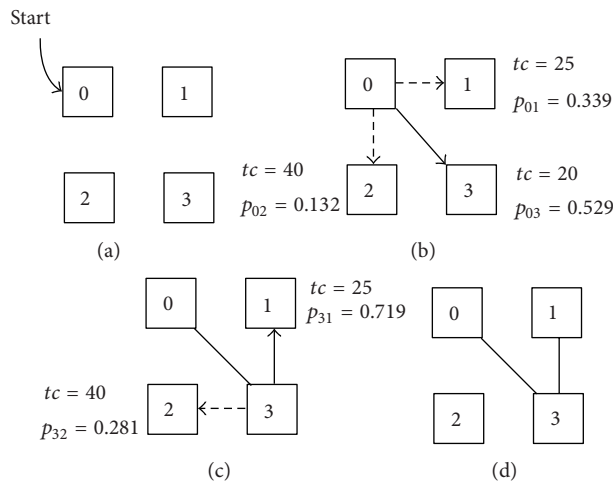 Start
0
1
2
3
(a)
tc = 25
0
1
p01 = 0.339
tc = 40
tc = 20
2
3
p02 = 0.132
p03 = 0.529
(b)
tc = 25
0
1
p31 = 0.719
tc = 40
2
3
p32 = 0.281
(c)
0
1
2
3
(d)